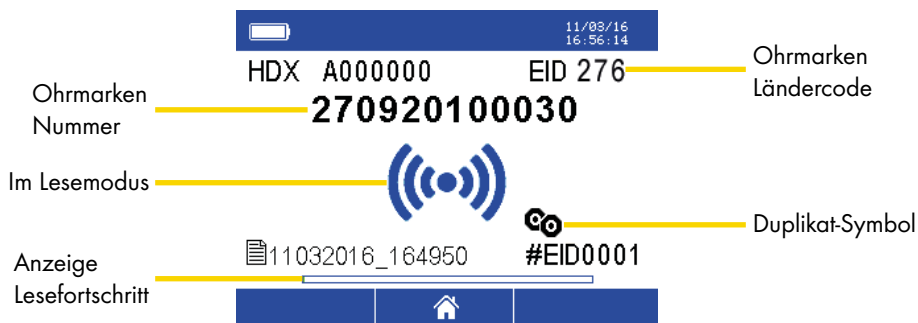 11/03/16
16:56:14
HDX A000000 EID 276
Ohrmarken
Ländercode
Ohrmarken
Nummer
270920100030
Im Lesemodus
Duplikat-Symbol
11032016_164950 #EID0001
Anzeige
Lesefortschritt